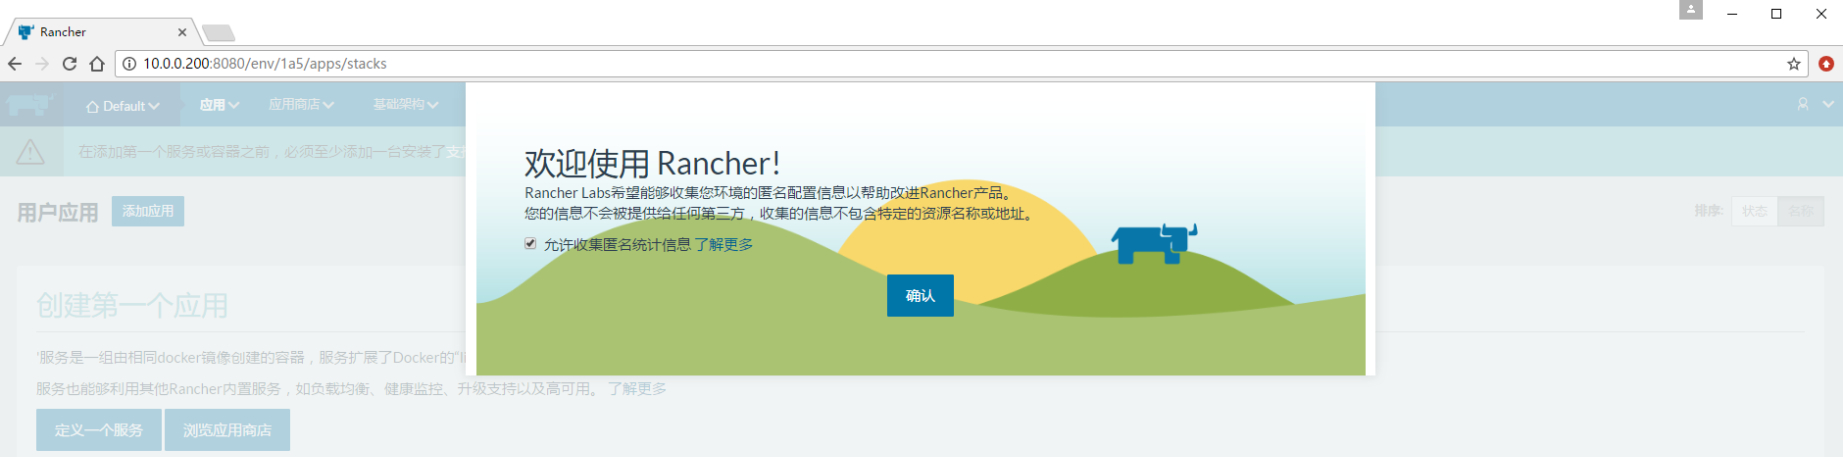 Rancher
10.0.0.200:8080/env/1a5/apps/stacks
Default 应用 应用商店 基础架构
在添加第一个服务或容器之前，必须至少添加一台安装了支
欢迎使用 Rancher!
Rancher Labs希望能够收集您环境的匿名配置信息以帮助改进Rancher产品。
您的信息不会被提供给任何第三方，收集的信息不包含特定的资源名称或地址。
允许收集匿名统计信息 了解更多
确认
用户应用 添加应用
排序: 状态 名称
创建第一个应用
'服务是一组由相同docker镜像创建的容器，服务扩展了Docker的"li
服务也能够利用其他Rancher内置服务，如负载均衡、健康监控、升级支持以及高可用。 了解更多
定义一个服务 浏览应用商店